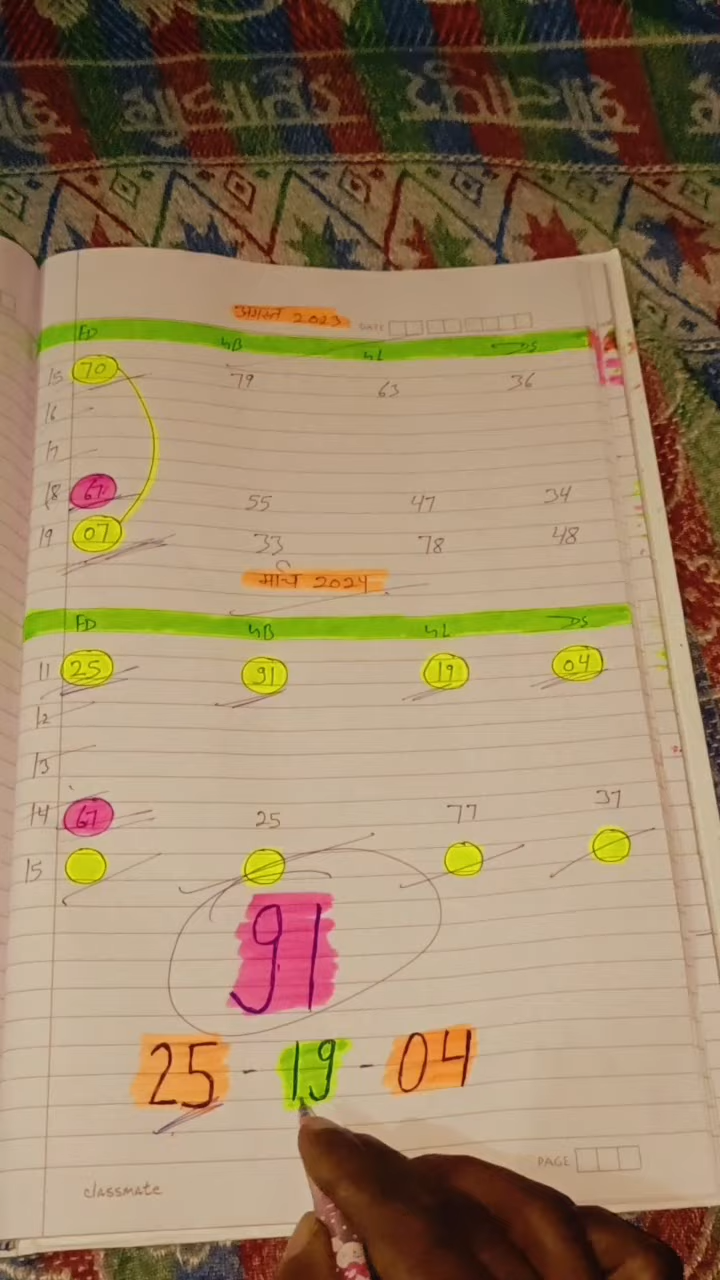 अगस्त 2023
DATE
FD GB GL DS
15 70 79 63 36
16
17
18 67 55 47 34
19 07 33 78 48
मार्च 2024
FD GB GL DS
11 25 91 19 04
12
13
14 67 25 77 37
15
91
25 - 19 - 04
PAGE
classmate